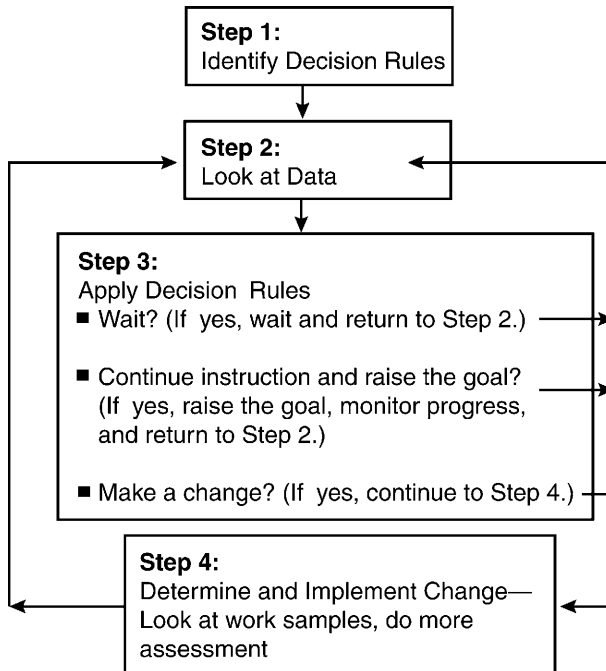 Step 1:
Identify Decision Rules
Step 2:
Look at Data
Step 3:
Apply Decision Rules
■ Wait? (If yes, wait and return to Step 2.)
■ Continue instruction and raise the goal?
(If yes, raise the goal, monitor progress,
and return to Step 2.)
■ Make a change? (If yes, continue to Step 4.)
Step 4:
Determine and Implement Change—
Look at work samples, do more
assessment